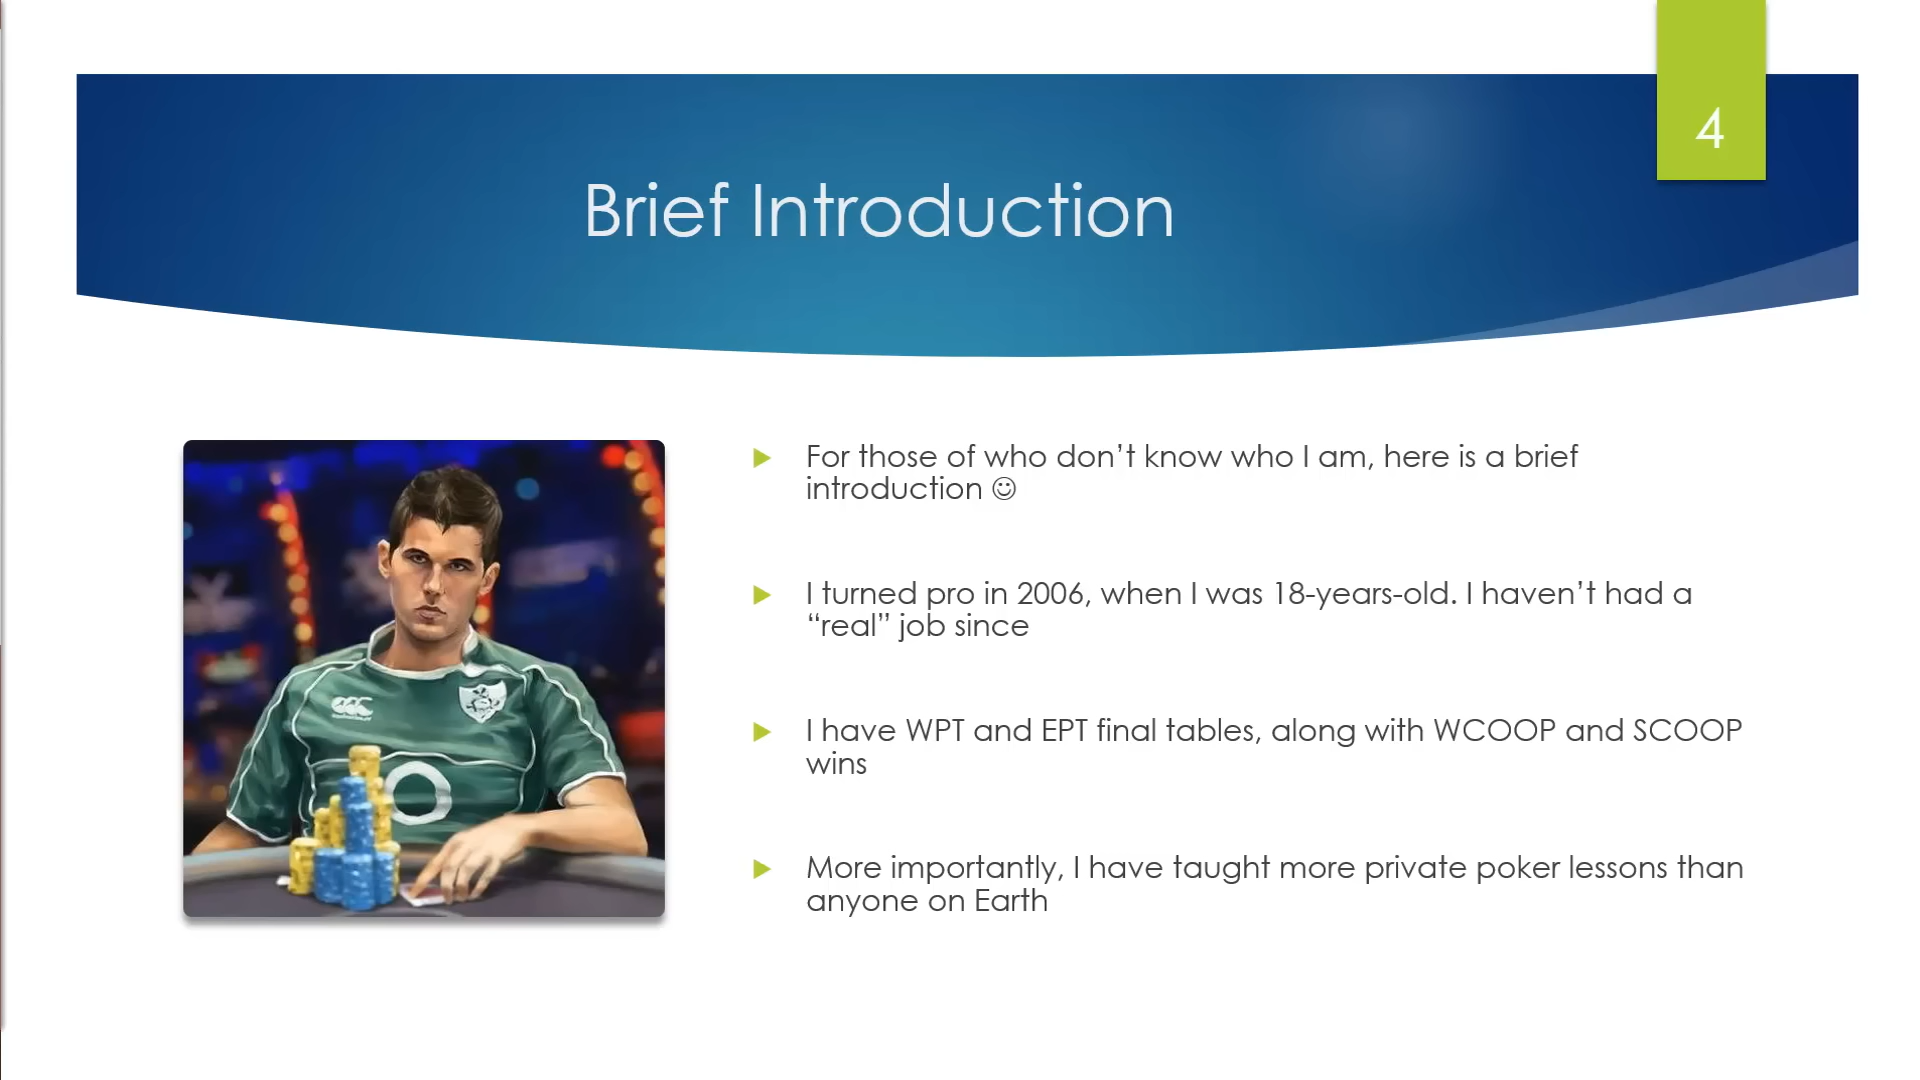 4
Brief Introduction
For those of who don’t know who I am, here is a brief
introduction ☺
I turned pro in 2006, when I was 18-years-old. I haven’t had a
“real” job since
I have WPT and EPT final tables, along with WCOOP and SCOOP
wins
More importantly, I have taught more private poker lessons than
anyone on Earth